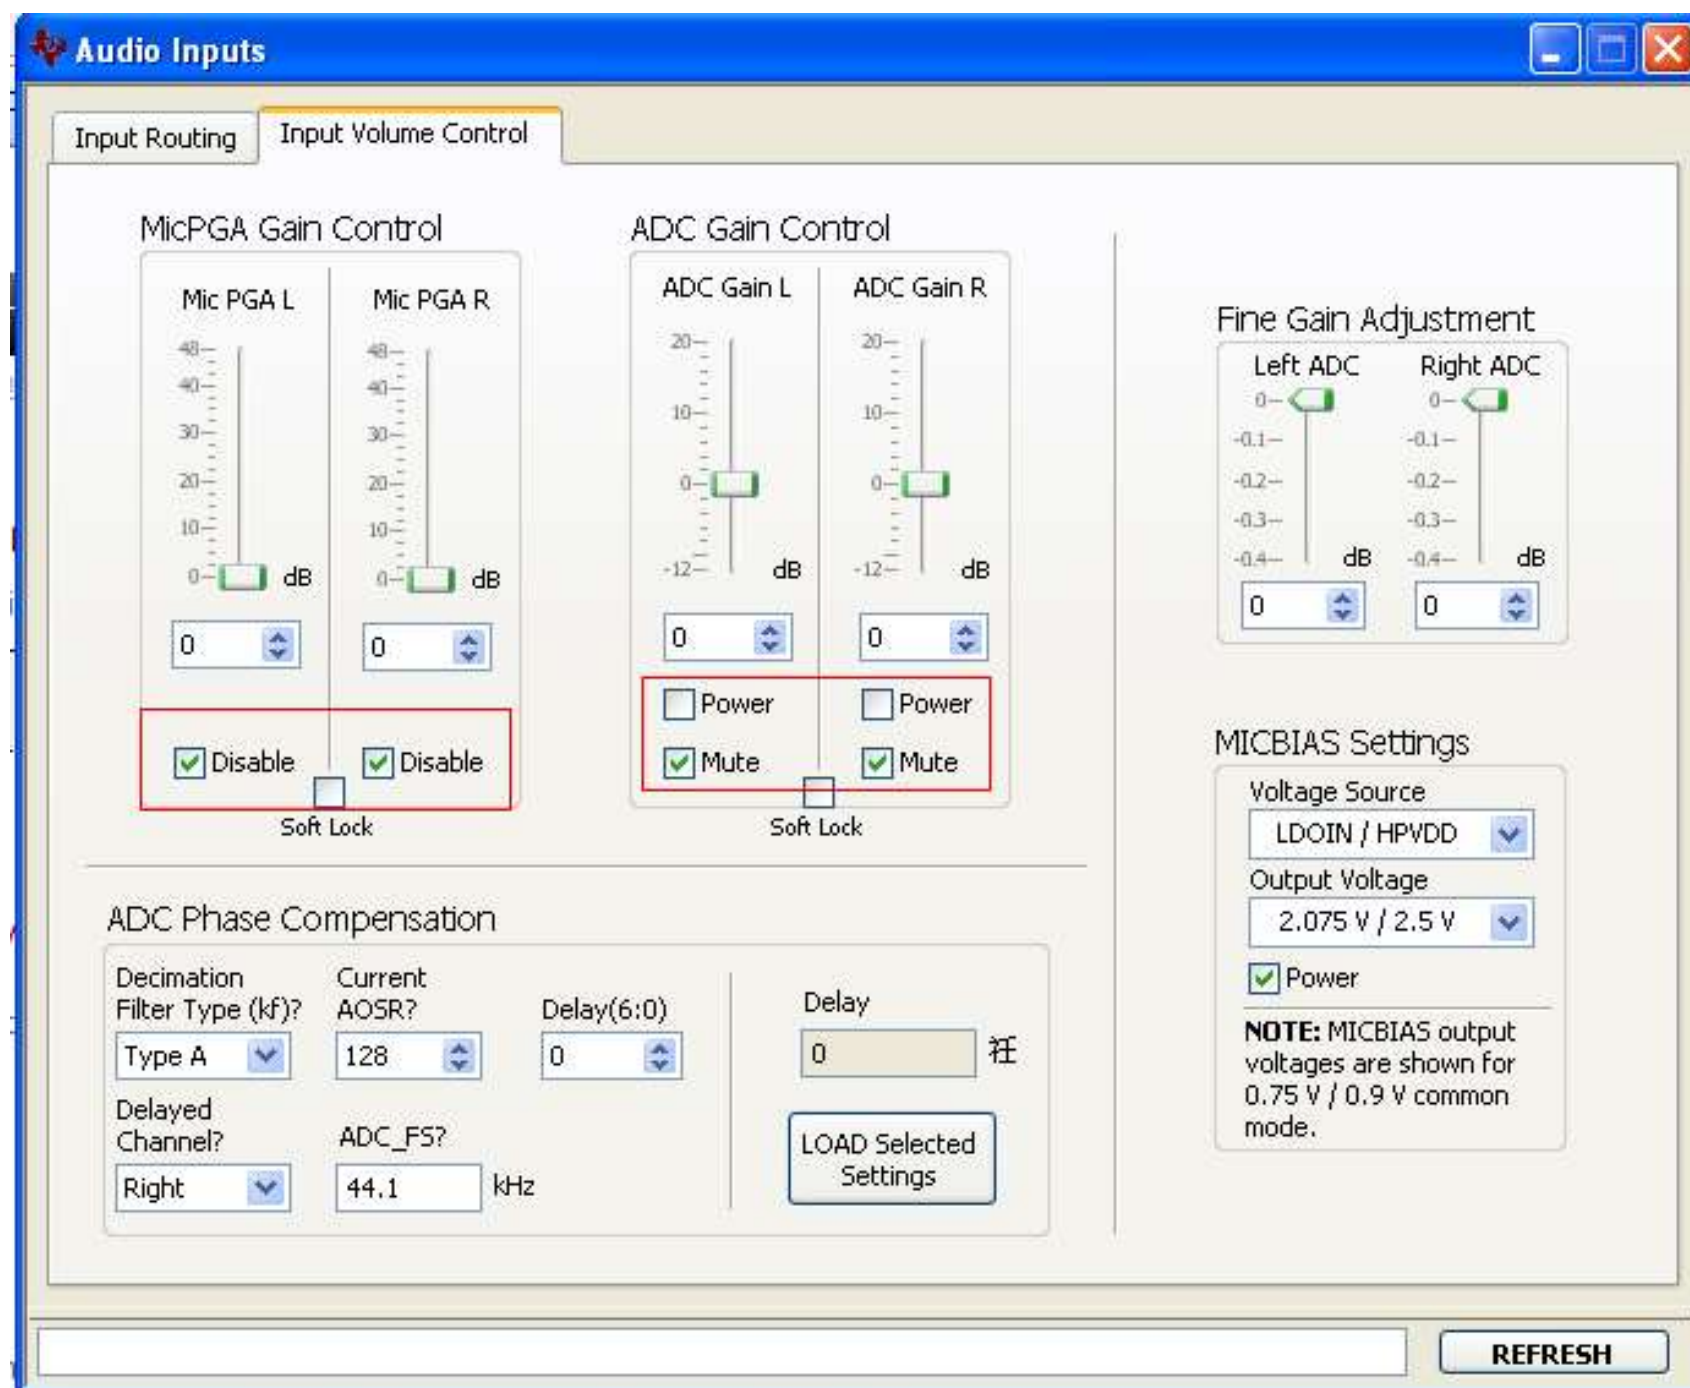 Audio Inputs
Input Routing
Input Volume Control
MicPGA Gain Control
Mic PGA L
Mic PGA R
48
40
30
20
10
0
dB
48
40
30
20
10
0
dB
0
0
Disable
Disable
Soft Lock
ADC Gain Control
ADC Gain L
ADC Gain R
20
10
0
-12
dB
20
10
0
-12
dB
0
0
Power
Power
Mute
Mute
Soft Lock
Fine Gain Adjustment
Left ADC
Right ADC
0
-0.1
-0.2
-0.3
-0.4
dB
0
-0.1
-0.2
-0.3
-0.4
dB
0
0
MICBIAS Settings
Voltage Source
LDOIN / HPVDD
Output Voltage
2.075 V / 2.5 V
Power
NOTE: MICBIAS output
voltages are shown for
0.75 V / 0.9 V common
mode.
ADC Phase Compensation
Decimation
Filter Type (kf)?
Type A
Current
AOSR?
128
Delay(6:0)
0
Delayed
Channel?
Right
ADC_FS?
44.1
kHz
Delay
0
LOAD Selected
Settings
REFRESH